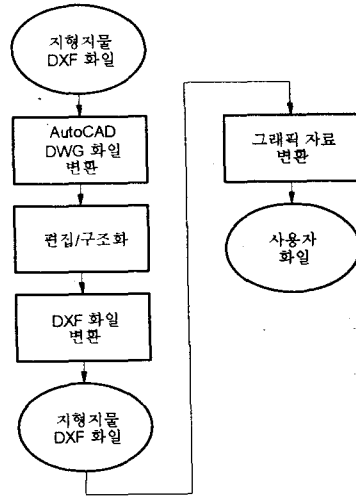 지형지물
DXF 화일
AutoCAD
DWG 화일
변환
편집/구조화
DXF 화일
변환
지형지물
DXF 화일
그래픽 자료
변환
사용자
화일